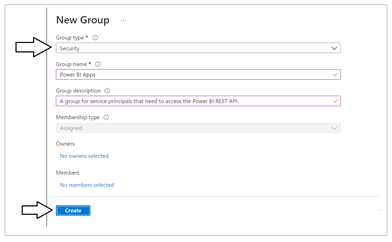 New Group ...
Group type *
Security
Group name *
Power BI Apps
Group description
A group for service principals that need to access the Power BI REST API.
Membership type
Assigned
Owners
No owners selected
Members
No members selected
Create